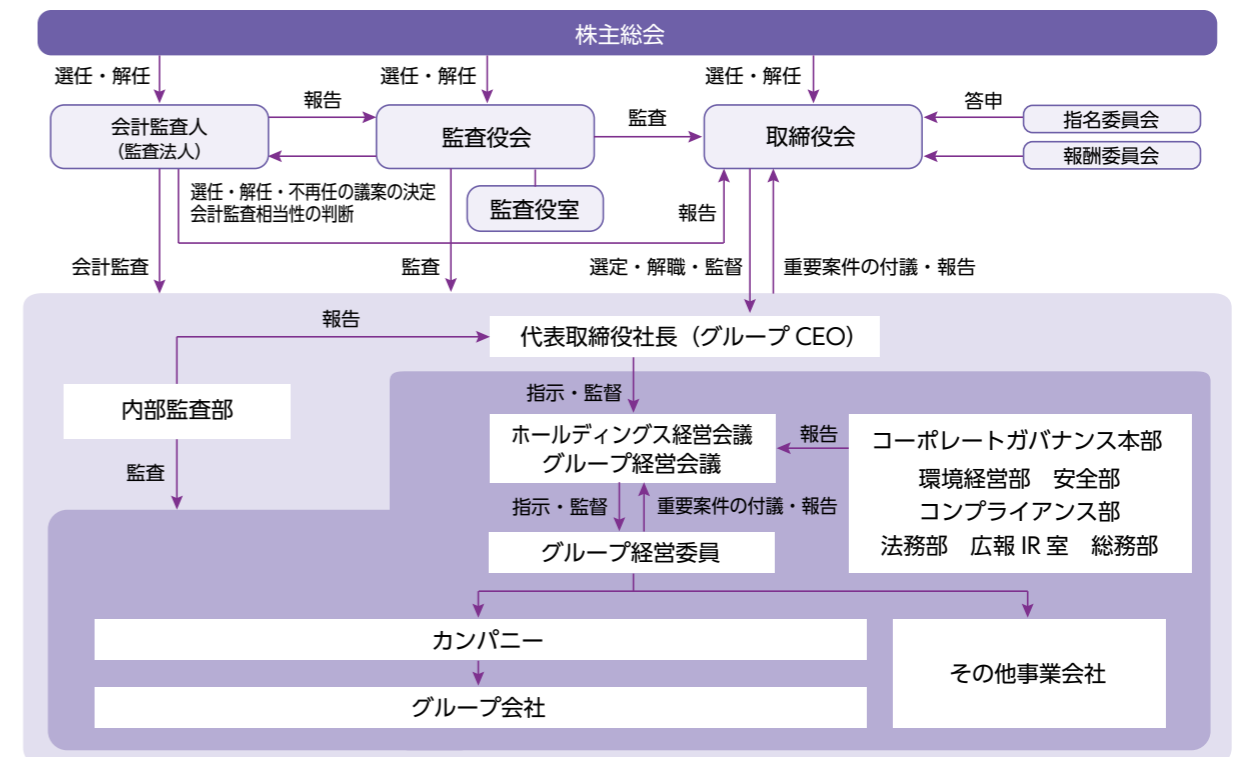 株主総会
選任・解任
選任・解任
選任・解任
会計監査人
（監査法人）
報告
監査役会
監査
取締役会
答申
指名委員会
報酬委員会
選任・解任・不再任の議案の決定
会計監査相当性の判断
監査役室
報告
会計監査
監査
選定・解職・監督
重要案件の付議・報告
報告
代表取締役社長（グループ CEO）
内部監査部
監査
指示・監督
ホールディングス経営会議
グループ経営会議
報告
コーポレートガバナンス本部
環境経営部　安全部
コンプライアンス部
法務部　広報 IR 室　総務部
指示・監督
重要案件の付議・報告
グループ経営委員
カンパニー
グループ会社
その他事業会社